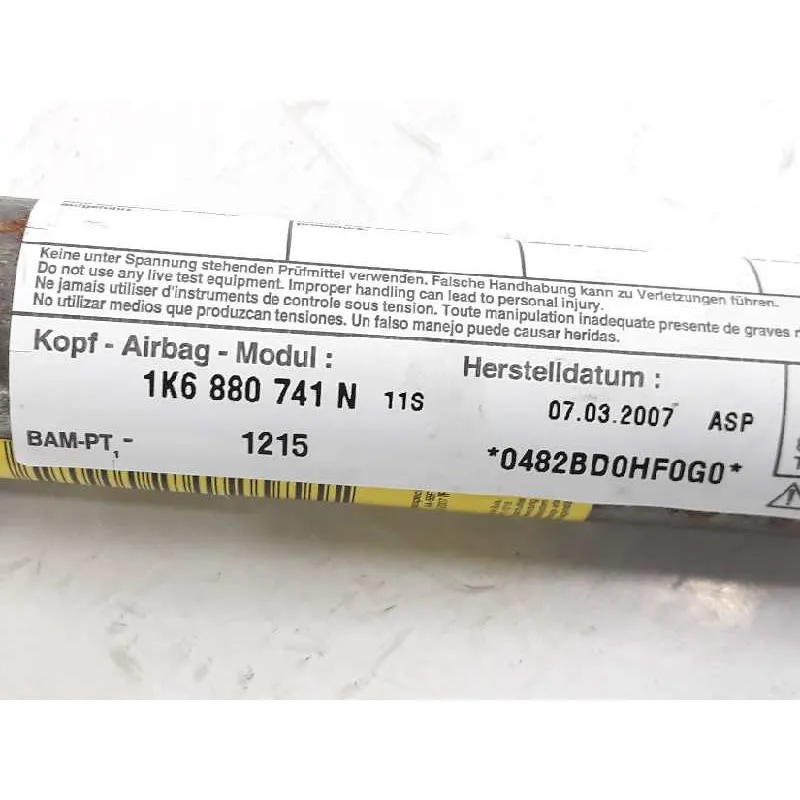 Keine unter Spannung stehenden Prüfmittel verwenden. Falsche Handhabung kann zu Verletzungen führen.
Do not use any live test equipment. Improper handling can lead to personal injury.
Ne jamais utiliser d'instruments de controle sous tension. Toute manipulation inadequate presente de graves
No utilizar medios que produzcan tensiones. Un falso manejo puede causar heridas.
Kopf - Airbag - Modul :
Herstelldatum :
1K6 880 741 N 11S
07.03.2007 ASP
BAM-PT₁- 1215
*0482BD0HF0G0*